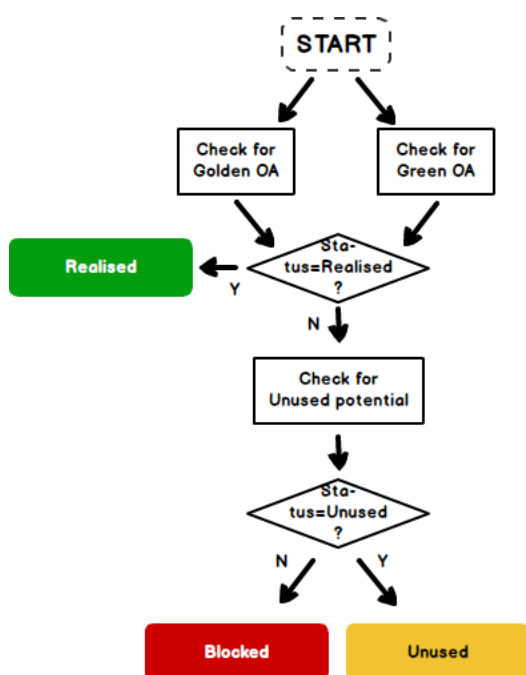 START
Check for
Golden OA
Check for
Green OA
Sta-
tus=Realised
?
Realised
Y
N
Check for
Unused potential
Sta-
tus=Unused
?
N
Y
Blocked
Unused